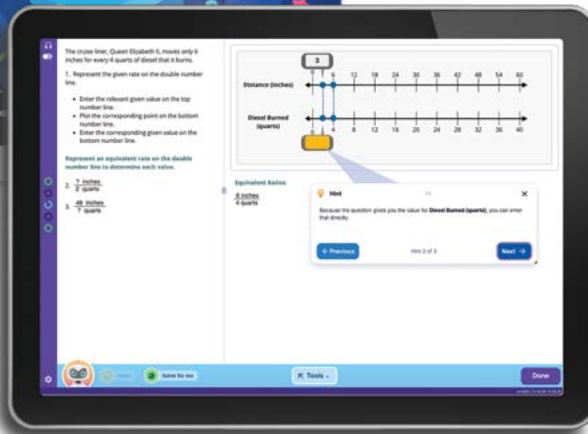 The cruise liner, Queen Elizabeth II, moves only 6
inches for every 4 quarts of diesel that it burns.
1. Represent the given rate on the double number
line.
• Enter the relevant given value on the top
number line.
• Plot the corresponding point on the bottom
number line.
• Enter the corresponding given value on the
bottom number line.
Represent an equivalent rate on the double
number line to determine each value.
2. ? inches
2 quarts
3. 48 inches
? quarts
3
Distance (inches)
0 6 12 18 24 30 36 42 48 54 60
Diesel Burned
(quarts)
0 4 8 12 16 20 24 28 32 36 40
Equivalent Ratios
6 inches
4 quarts
Hint
Because the question gives you the value for Diesel Burned (quarts), you can enter
that directly.
← Previous
Hint 2 of 3
Next →
Solve for me
Tools
Done